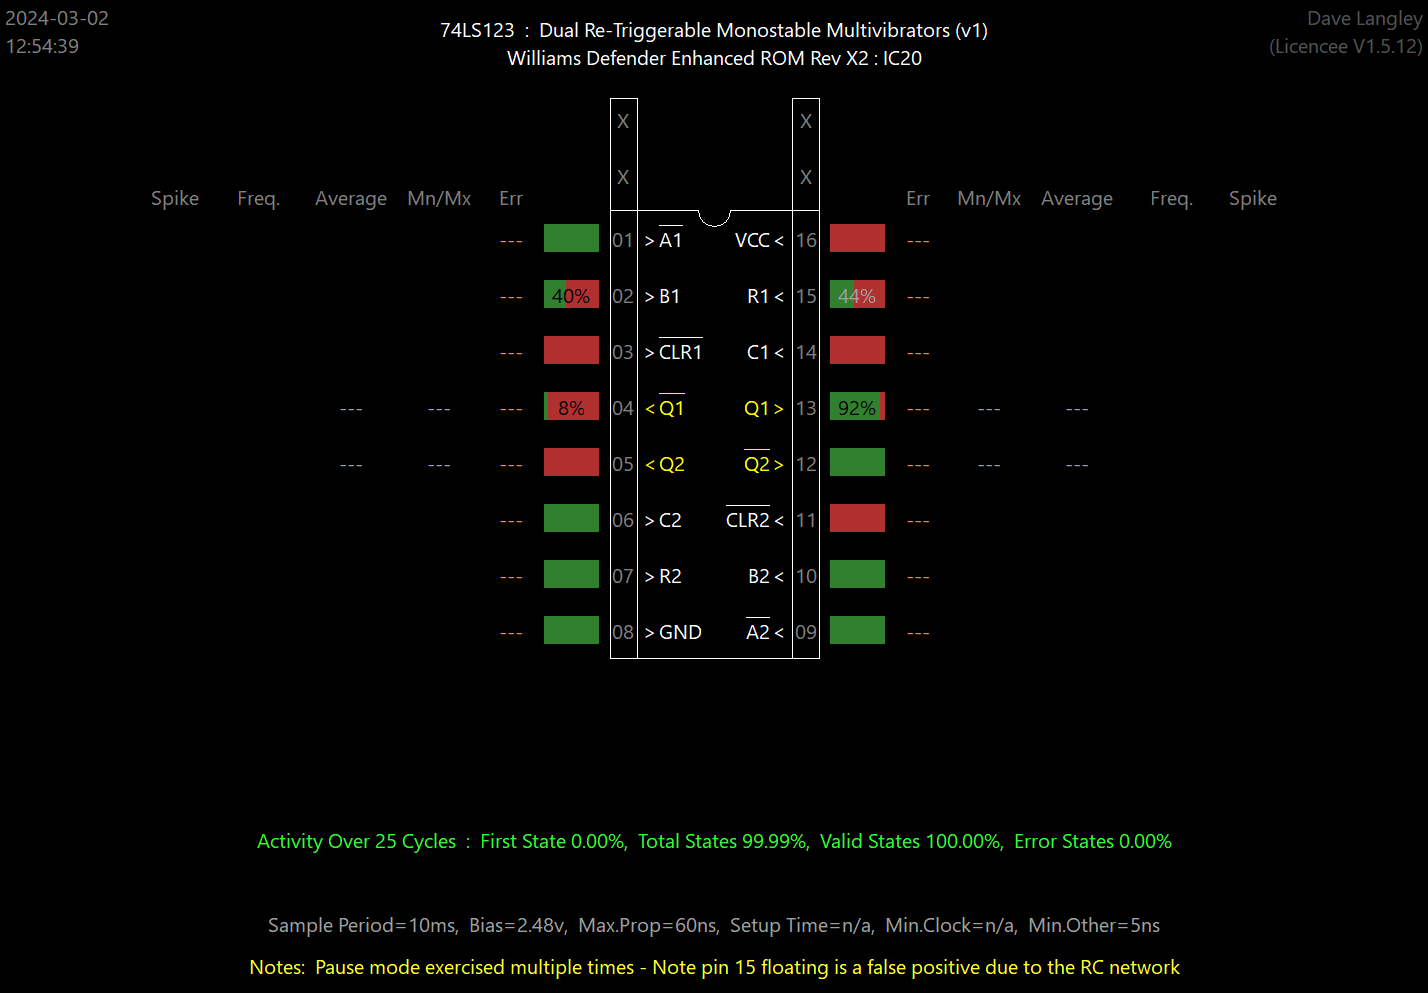 2024-03-02
12:54:39
74LS123 : Dual Re-Triggerable Monostable Multivibrators (v1)
Williams Defender Enhanced ROM Rev X2 : IC20
Dave Langley
(Licencee V1.5.12)
X X
X X
Spike Freq. Average Mn/Mx Err Err Mn/Mx Average Freq. Spike
--- 01 > A1 VCC < 16 ---
--- 40% 02 > B1 R1 < 15 44% ---
--- 03 > CLR1 C1 < 14 ---
--- --- --- 8% 04 < Q1 Q1 > 13 92% --- --- ---
--- --- --- 05 < Q2 Q2 > 12 --- --- ---
--- 06 > C2 CLR2 < 11 ---
--- 07 > R2 B2 < 10 ---
--- 08 > GND A2 < 09 ---
Activity Over 25 Cycles : First State 0.00%, Total States 99.99%, Valid States 100.00%, Error States 0.00%
Sample Period=10ms, Bias=2.48v, Max.Prop=60ns, Setup Time=n/a, Min.Clock=n/a, Min.Other=5ns
Notes: Pause mode exercised multiple times - Note pin 15 floating is a false positive due to the RC network